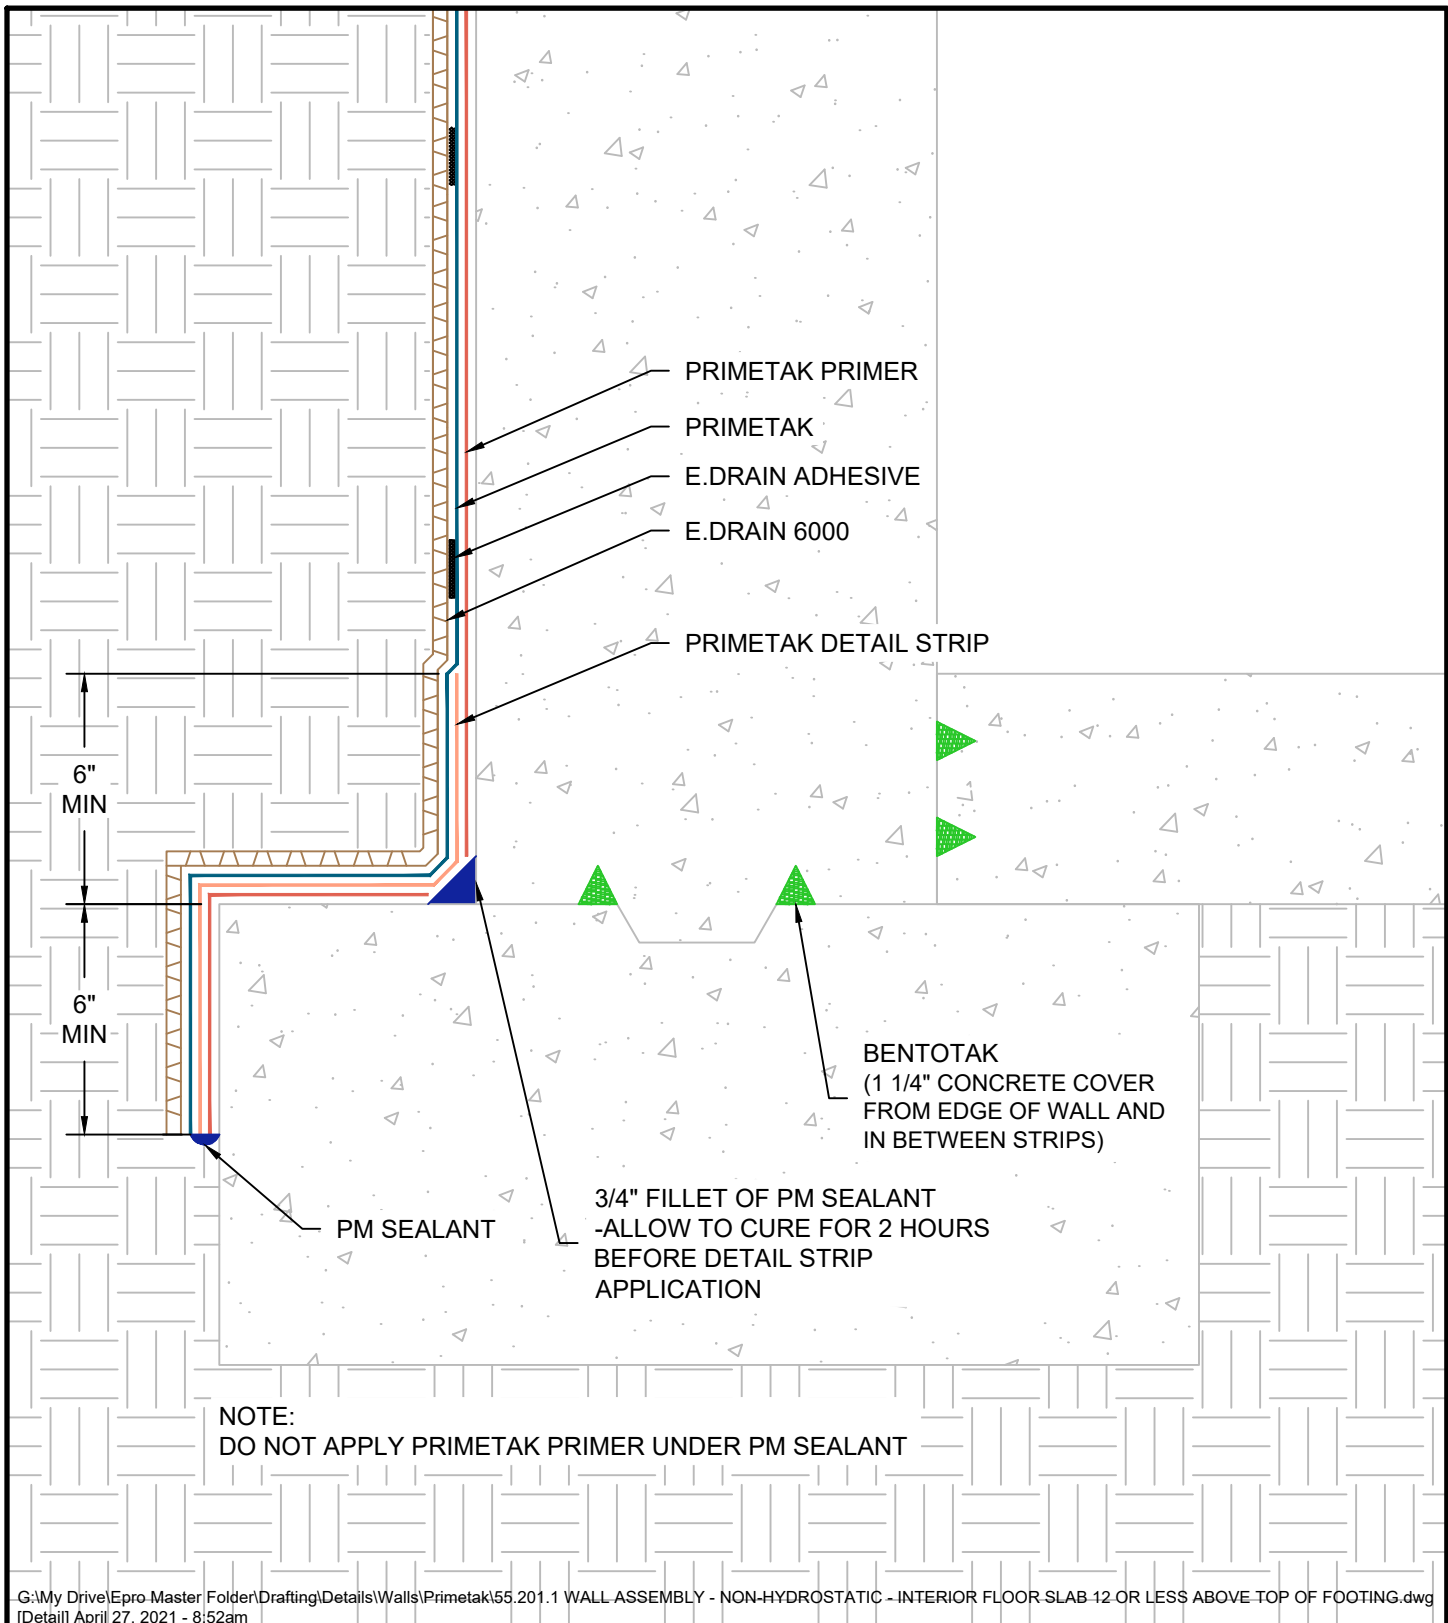 PRIMETAK PRIMER
PRIMETAK
E.DRAIN ADHESIVE
E.DRAIN 6000
PRIMETAK DETAIL STRIP
6"
MIN
6"
MIN
BENTOTAK
(1 1/4" CONCRETE COVER
FROM EDGE OF WALL AND
IN BETWEEN STRIPS)
3/4" FILLET OF PM SEALANT
-ALLOW TO CURE FOR 2 HOURS
BEFORE DETAIL STRIP
APPLICATION
PM SEALANT
NOTE:
DO NOT APPLY PRIMETAK PRIMER UNDER PM SEALANT
G:\My Drive\Epro Master Folder\Drafting\Details\Walls\Primetak\55.201.1 WALL ASSEMBLY - NON-HYDROSTATIC - INTERIOR FLOOR SLAB 12 OR LESS ABOVE TOP OF FOOTING.dwg
[Detail] April 27, 2021 - 8:52am